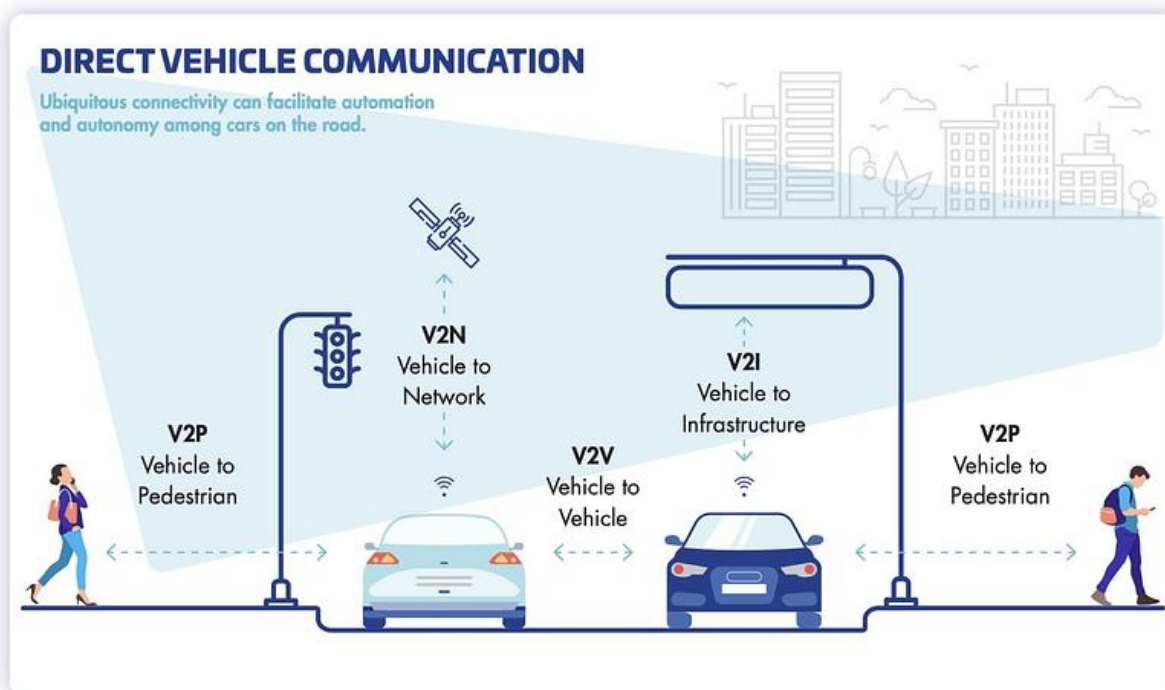 DIRECT VEHICLE COMMUNICATION
Ubiquitous connectivity can facilitate automation
and autonomy among cars on the road.
V2N
Vehicle to
Network
V2I
Vehicle to
Infrastructure
V2P
Vehicle to
Pedestrian
V2V
Vehicle to
Vehicle
V2P
Vehicle to
Pedestrian